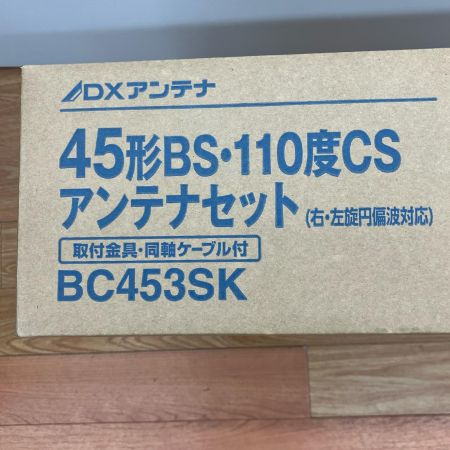 DXアンテナ
45形BS・110度CS
アンテナセット(右・左旋円偏波対応)
取付金具・同軸ケーブル付
BC453SK